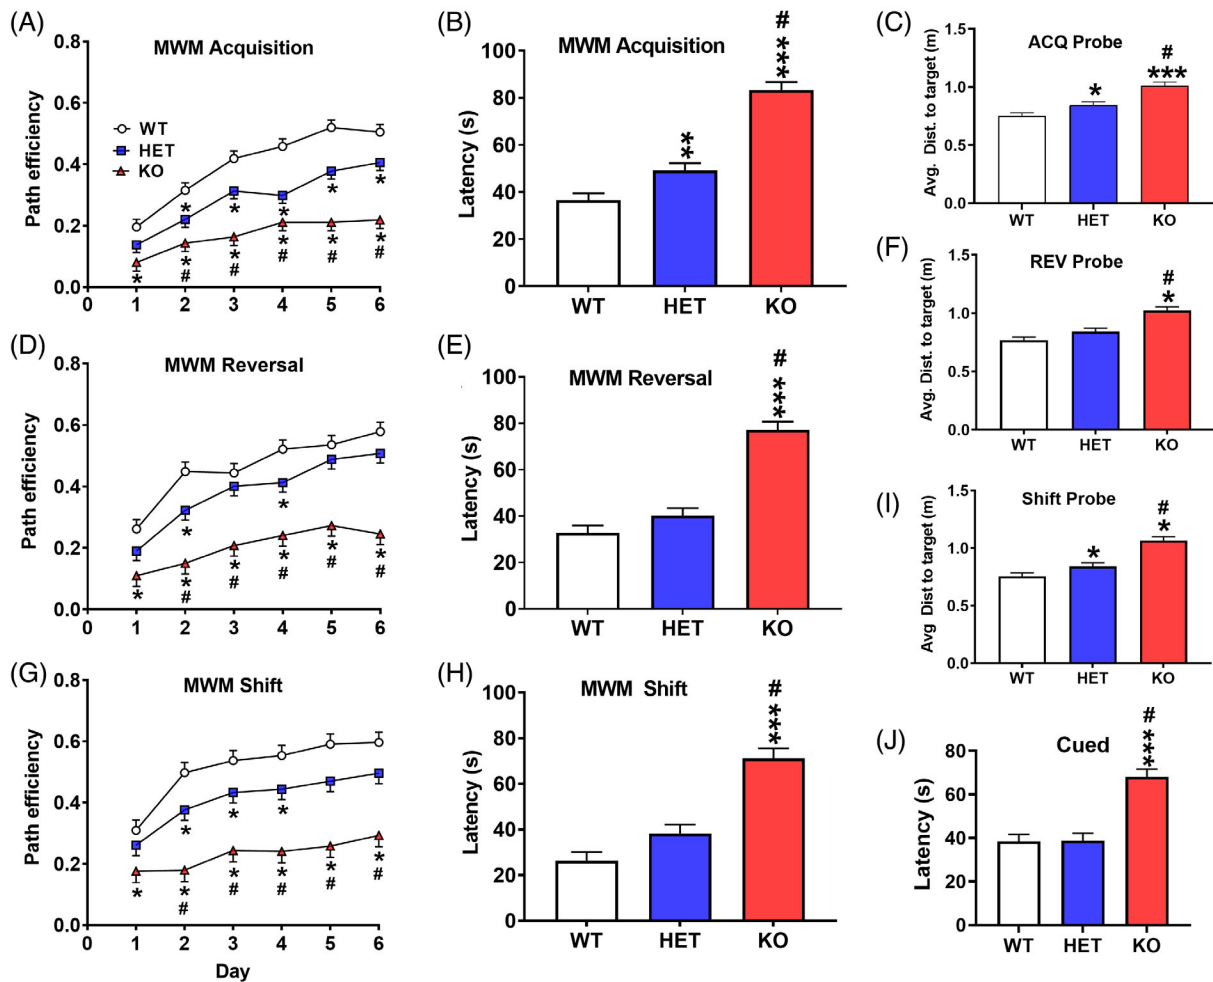 (A)
MWM Acquisition
Path efficiency
0.8
0.6
0.4
0.2
0.0
WT
HET
KO
* * * * *
* * * * * *
# # # # #
0 1 2 3 4 5 6
(B)
MWM Acquisition
Latency (s)
100
80
60
40
20
0
**
#
***
WT HET KO
(C)
ACQ Probe
Avg. Dist. to target (m)
1.5
1.0
0.5
0.0
*
#
***
WT HET KO
(D)
MWM Reversal
Path efficiency
0.8
0.6
0.4
0.2
0.0
* *
* * * * * *
# # # # #
0 1 2 3 4 5 6
(E)
MWM Reversal
Latency (s)
100
80
60
40
20
0
#
***
WT HET KO
(F)
REV Probe
Avg. Dist. to target (m)
1.5
1.0
0.5
0.0
#
*
WT HET KO
(G)
MWM Shift
Path efficiency
0.8
0.6
0.4
0.2
0.0
* * *
* * * * * *
# # # # #
0 1 2 3 4 5 6
Day
(H)
MWM Shift
Latency (s)
100
80
60
40
20
0
#
***
WT HET KO
(I)
Shift Probe
Avg Dist to target (m)
1.5
1.0
0.5
0.0
*
#
*
WT HET KO
(J)
Cued
Latency (s)
80
60
40
20
0
#
***
WT HET KO